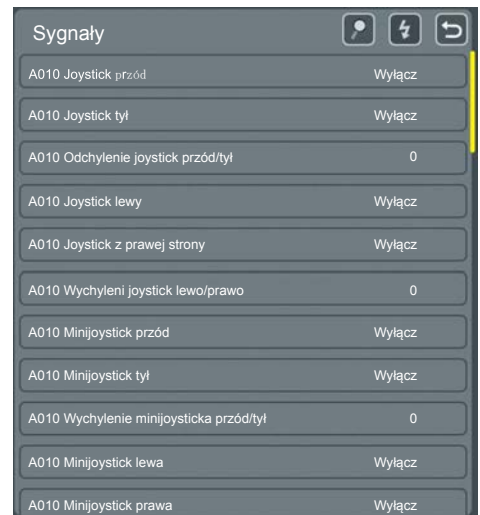 Sygnały
A010 Joystick przód Wyłącz
A010 Joystick tył Wyłącz
A010 Odchylenie joystick przód/tył 0
A010 Joystick lewy Wyłącz
A010 Joystick z prawej strony Wyłącz
A010 Wychyleni joystick lewo/prawo 0
A010 Minijoystick przód Wyłącz
A010 Minijoystick tył Wyłącz
A010 Wychylenie minijoysticka przód/tył 0
A010 Minijoystick lewa Wyłącz
A010 Minijoystick prawa Wyłącz